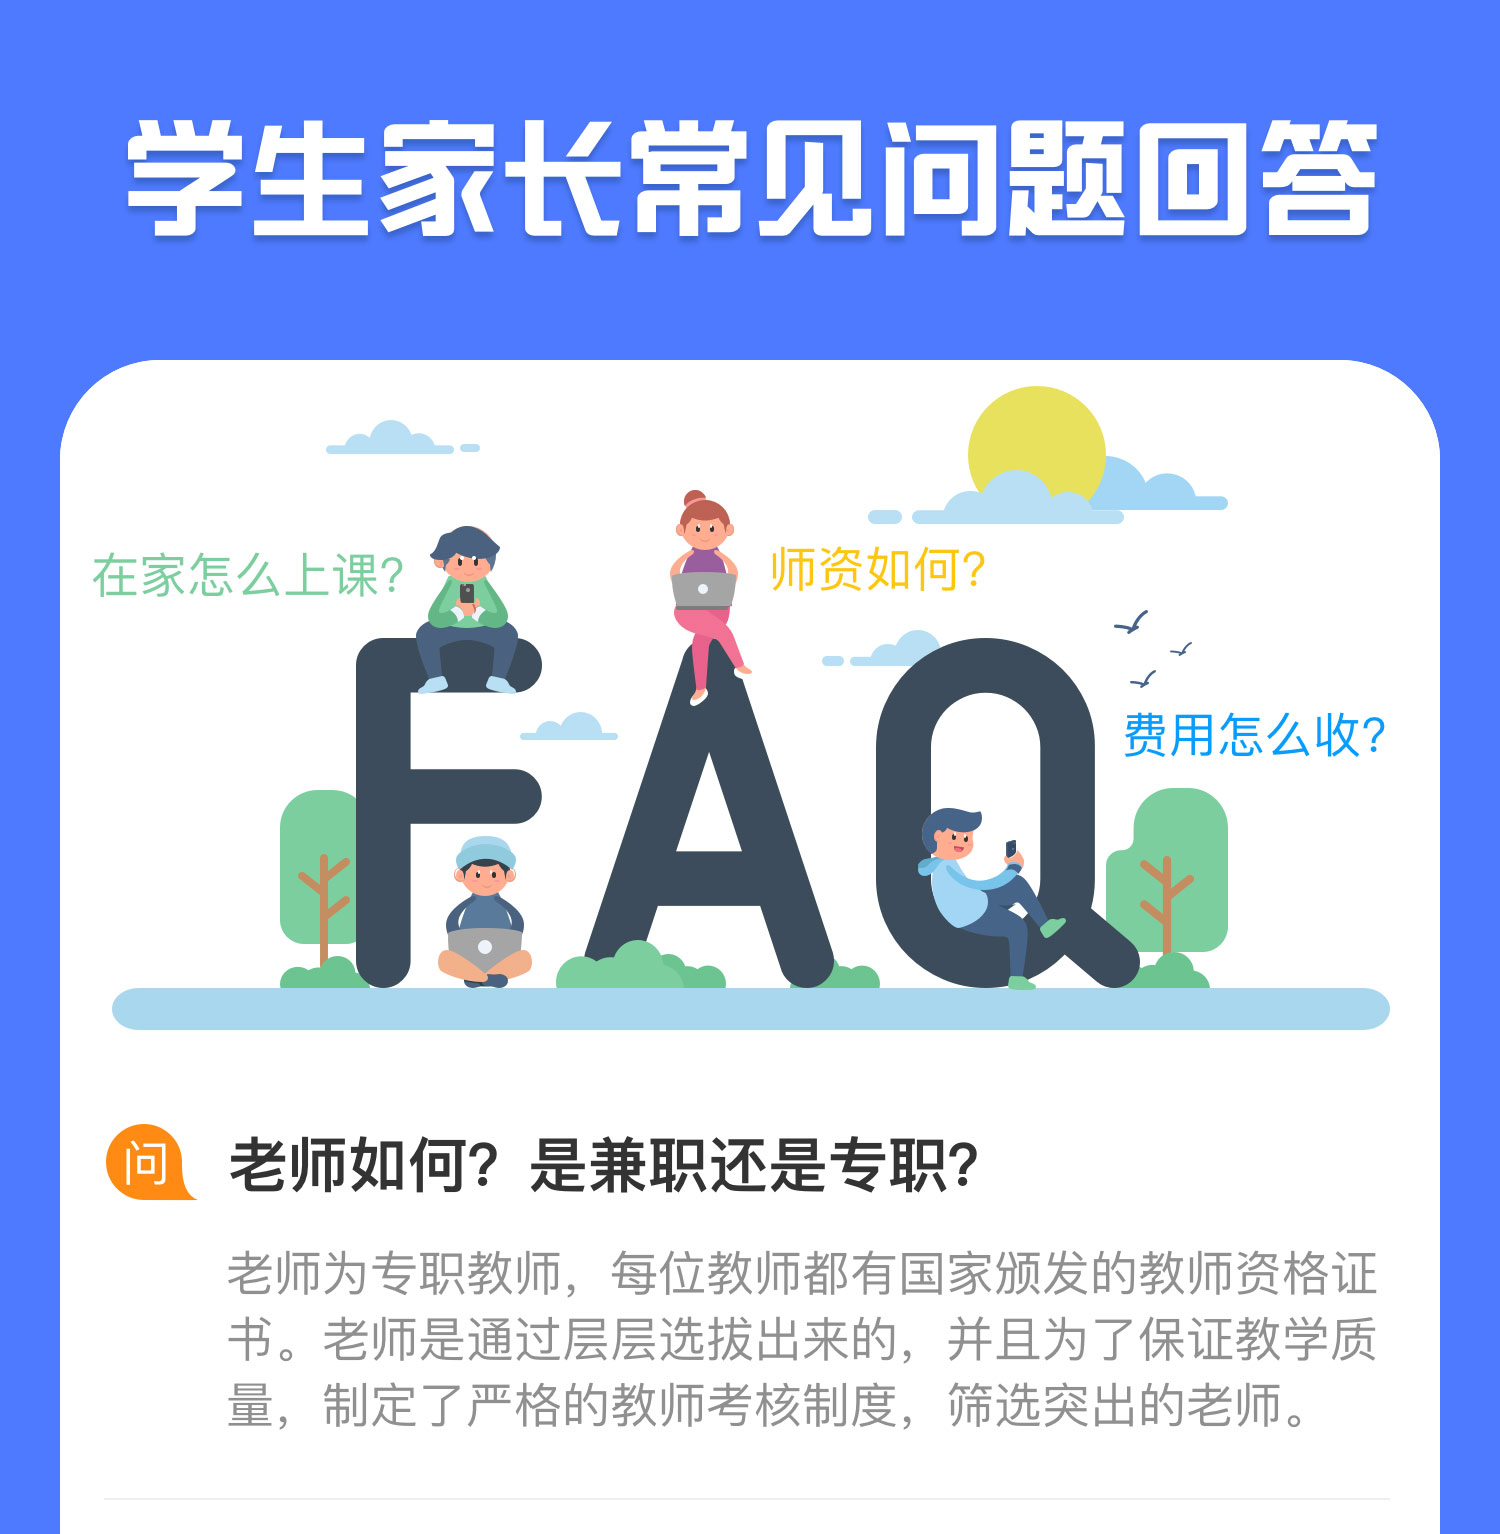 学生家长常见问题回答
在家怎么上课?
师资如何?
费用怎么收?
FAQ
问
老师如何？是兼职还是专职?
老师为专职教师，每位教师都有国家颁发的教师资格证
书。老师是通过层层选拔出来的，并且为了保证教学质
量，制定了严格的教师考核制度，筛选突出的老师。